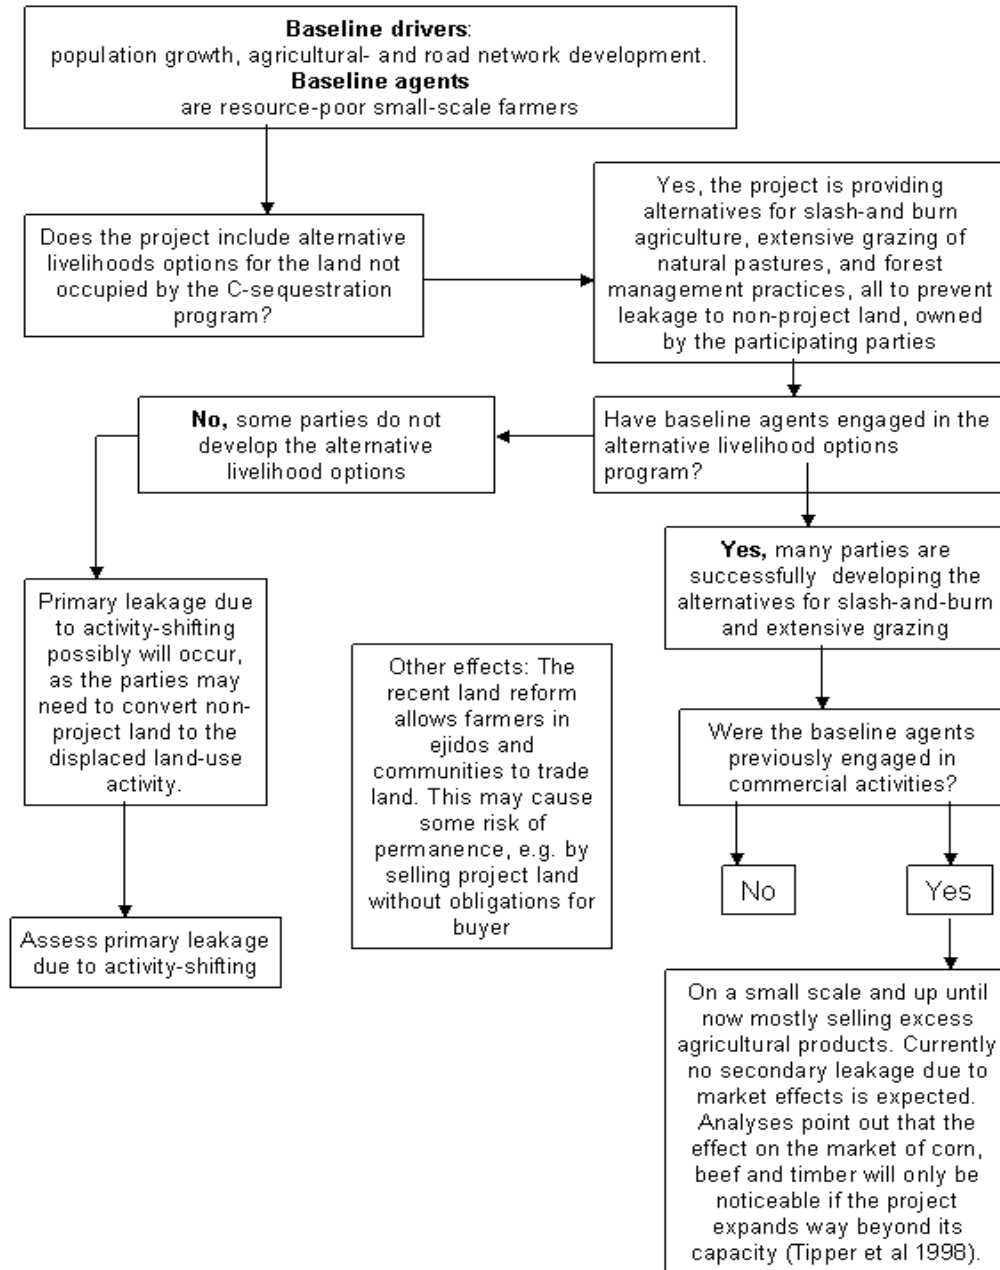 Baseline drivers:
population growth, agricultural- and road network development.
Baseline agents
are resource-poor small-scale farmers
Does the project include alternative
livelihoods options for the land not
occupied by the C-sequestration
program?
Yes, the project is providing
alternatives for slash-and burn
agriculture, extensive grazing of
natural pastures, and forest
management practices, all to prevent
leakage to non-project land, owned
by the participating parties
Have baseline agents engaged in the
alternative livelihood options
program?
No, some parties do not
develop the alternative
livelihood options
Primary leakage due
to activity-shifting
possibly will occur,
as the parties may
need to convert non-
project land to the
displaced land-use
activity.
Assess primary leakage
due to activity-shifting
Other effects: The
recent land reform
allows farmers in
ejidos and
communities to trade
land. This may cause
some risk of
permanence, e.g. by
selling project land
without obligations for
buyer
Yes, many parties are
successfully developing the
alternatives for slash-and-burn
and extensive grazing
Were the baseline agents
previously engaged in
commercial activities?
No
Yes
On a small scale and up until
now mostly selling excess
agricultural products. Currently
no secondary leakage due to
market effects is expected.
Analyses point out that the
effect on the market of corn,
beef and timber will only be
noticeable if the project
expands way beyond its
capacity (Tipper et al 1998).